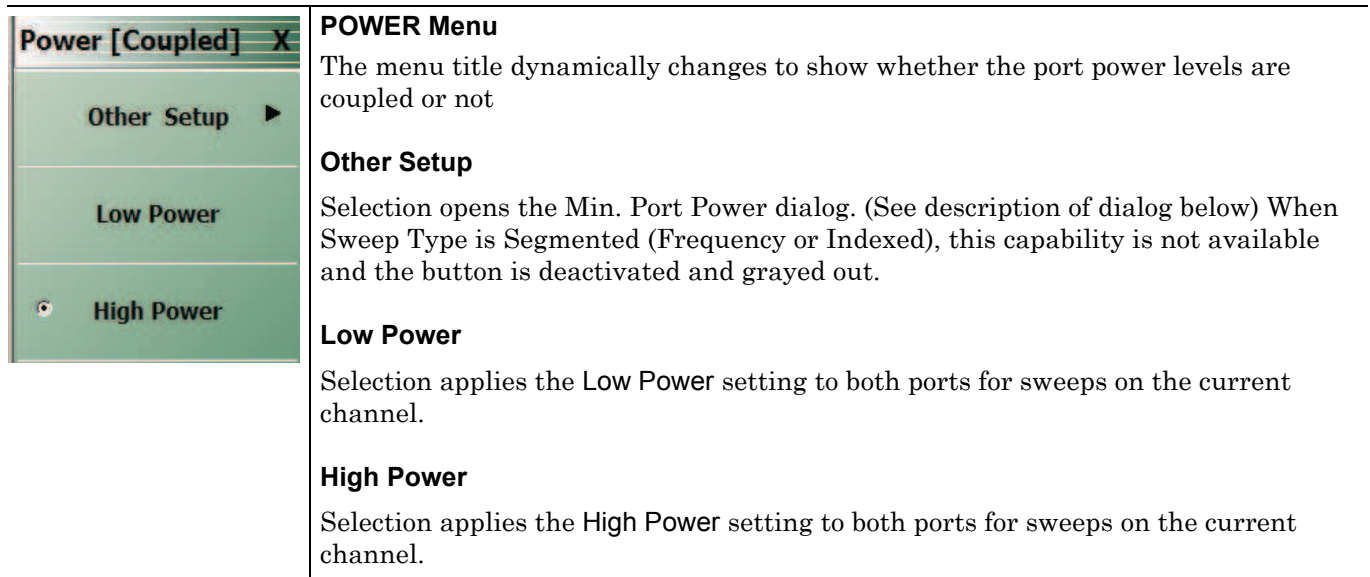 Power [Coupled] X
Other Setup
Low Power
High Power
POWER Menu
The menu title dynamically changes to show whether the port power levels are
coupled or not
Other Setup
Selection opens the Min. Port Power dialog. (See description of dialog below) When
Sweep Type is Segmented (Frequency or Indexed), this capability is not available
and the button is deactivated and grayed out.
Low Power
Selection applies the Low Power setting to both ports for sweeps on the current
channel.
High Power
Selection applies the High Power setting to both ports for sweeps on the current
channel.